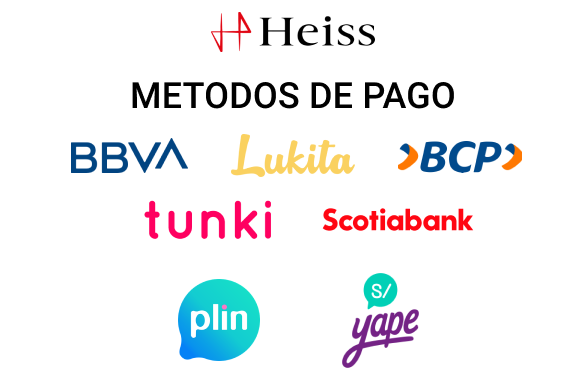 Heiss
METODOS DE PAGO
BBVA Lukita BCP
tunki Scotiabank
plin S/ yape